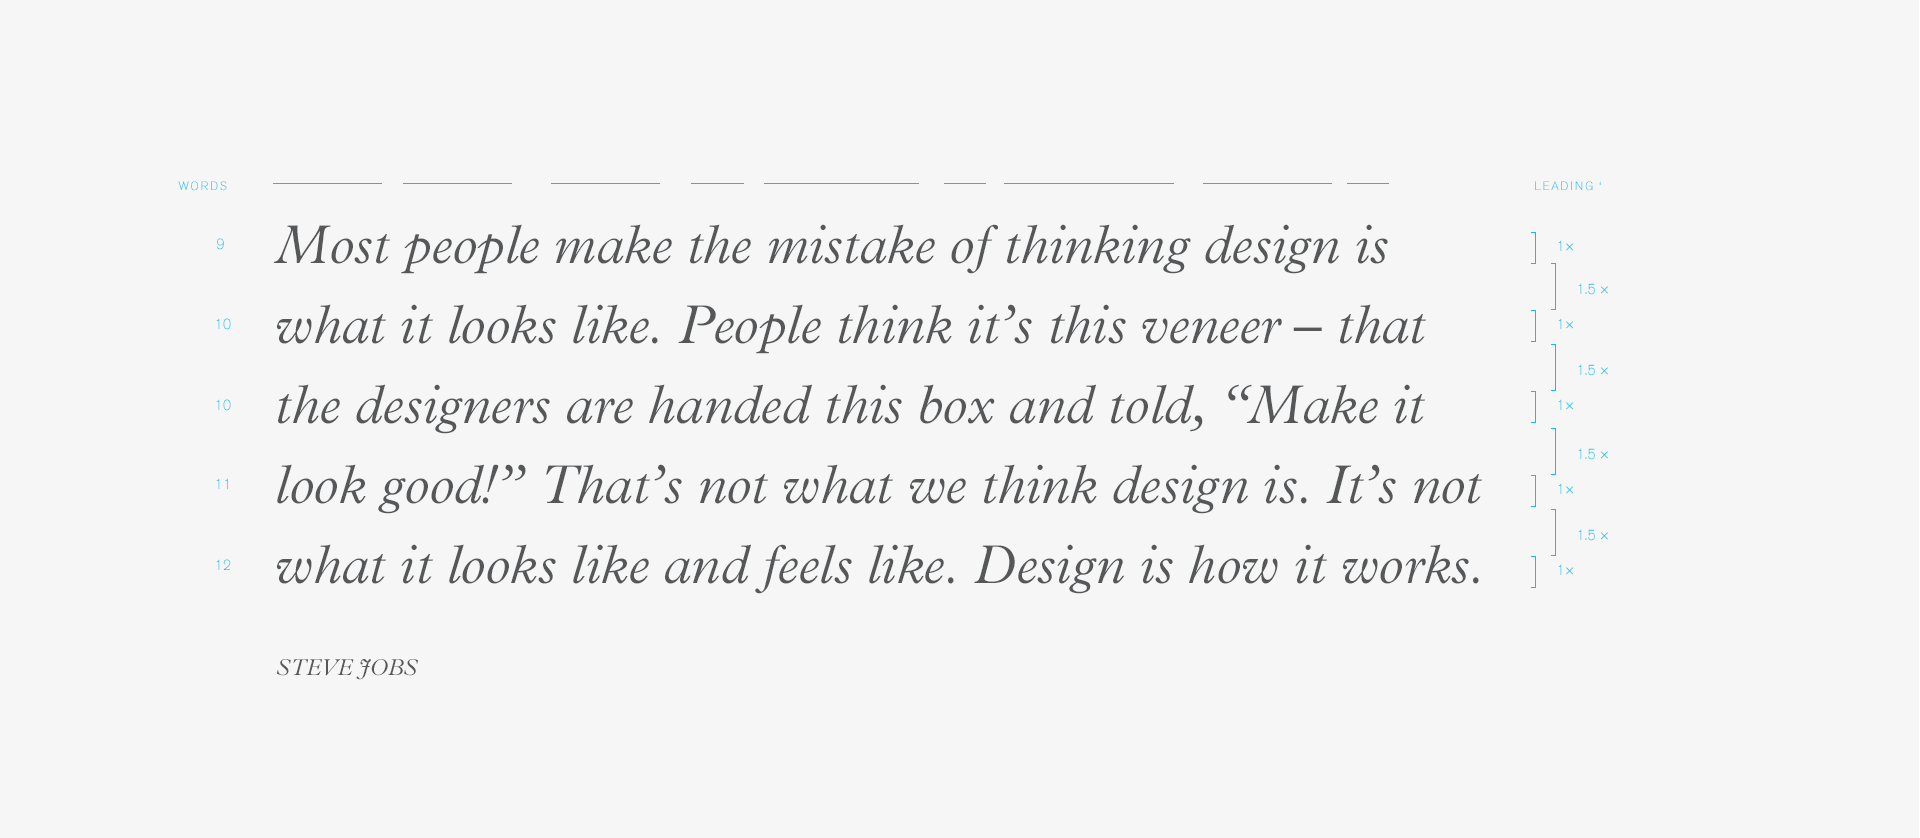 WORDS LEADING '
9 Most people make the mistake of thinking design is 1×
1.5 ×
10 what it looks like. People think it’s this veneer – that 1×
1.5 ×
10 the designers are handed this box and told, “Make it 1×
1.5 ×
11 look good!” That’s not what we think design is. It’s not 1×
1.5 ×
12 what it looks like and feels like. Design is how it works. 1×
STEVE JOBS